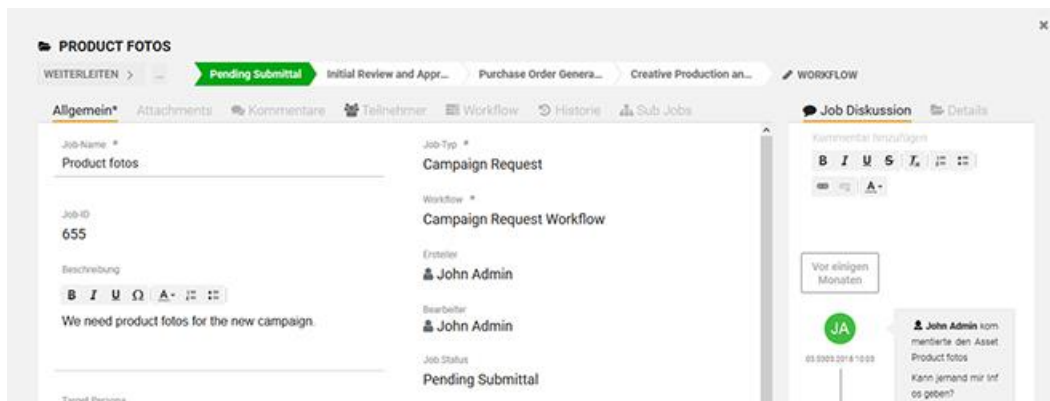 PRODUCT FOTOS
WEITERLEITEN > ...
Pending Submittal
Initial Review and Appr...
Purchase Order Genera...
Creative Production an...
WORKFLOW
Allgemein*
Attachments
Kommentare
Teilnehmer
Workflow
Historie
Sub Jobs
Job-Name *
Product fotos
Job-ID
655
Beschreibung
B I U Ω A
We need product fotos for the new campaign.
Target Persona
Job-Typ *
Campaign Request
Workflow *
Campaign Request Workflow
Ersteller
John Admin
Bearbeiter
John Admin
Job Status
Pending Submittal
Job Diskussion
Details
Kommentar hinzufügen
B I U S Tx
A
Vor einigen
Monaten
JA
John Admin kom
mentierte den Asset
Product fotos
Kann jemand mir Inf
os geben?